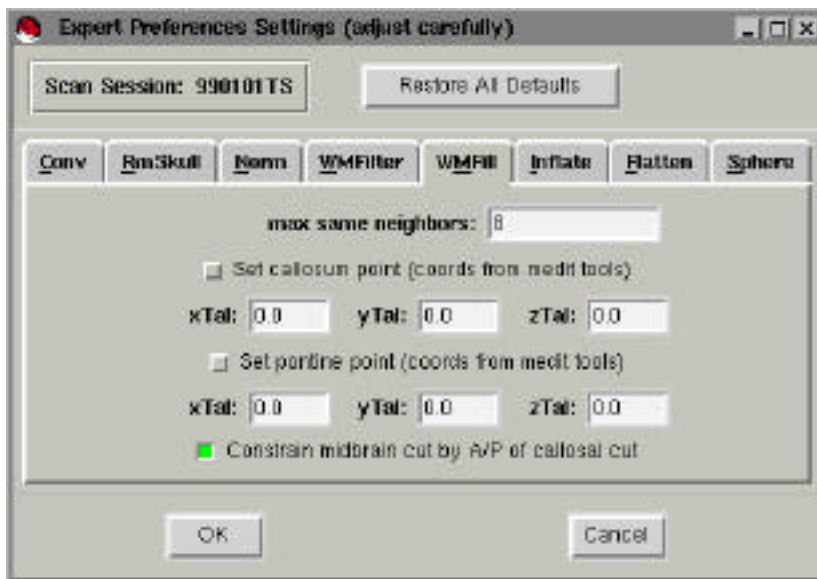 Expert Preferences Settings (adjust carefully)
Scan Session: 990101TS
Restore All Defaults
Conv RmSkull Norm WMFilter WMFill Inflate Flatten Sphere
max same neighbors: 8
Set callosum point (coords from medit tools)
xTal: 0.0 yTal: 0.0 zTal: 0.0
Set pontine point (coords from medit tools)
xTal: 0.0 yTal: 0.0 zTal: 0.0
Constrain midbrain cut by A/P of callosal cut
OK Cancel